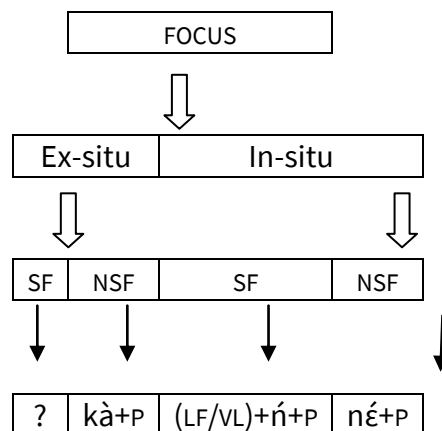 FOCUS
Ex-situ In-situ
SF NSF SF NSF
? kà+P (LF/VL)+ń+P nɛ́+P